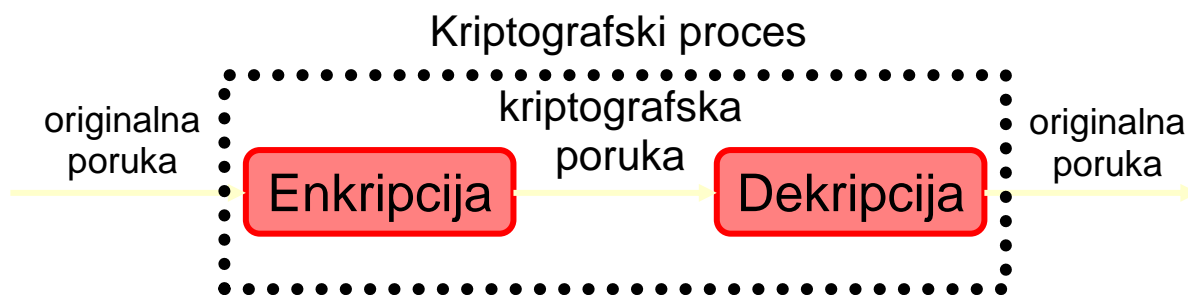 Kriptografski proces
originalna
poruka
kriptografska
poruka
Enkripcija
Dekripcija
originalna
poruka